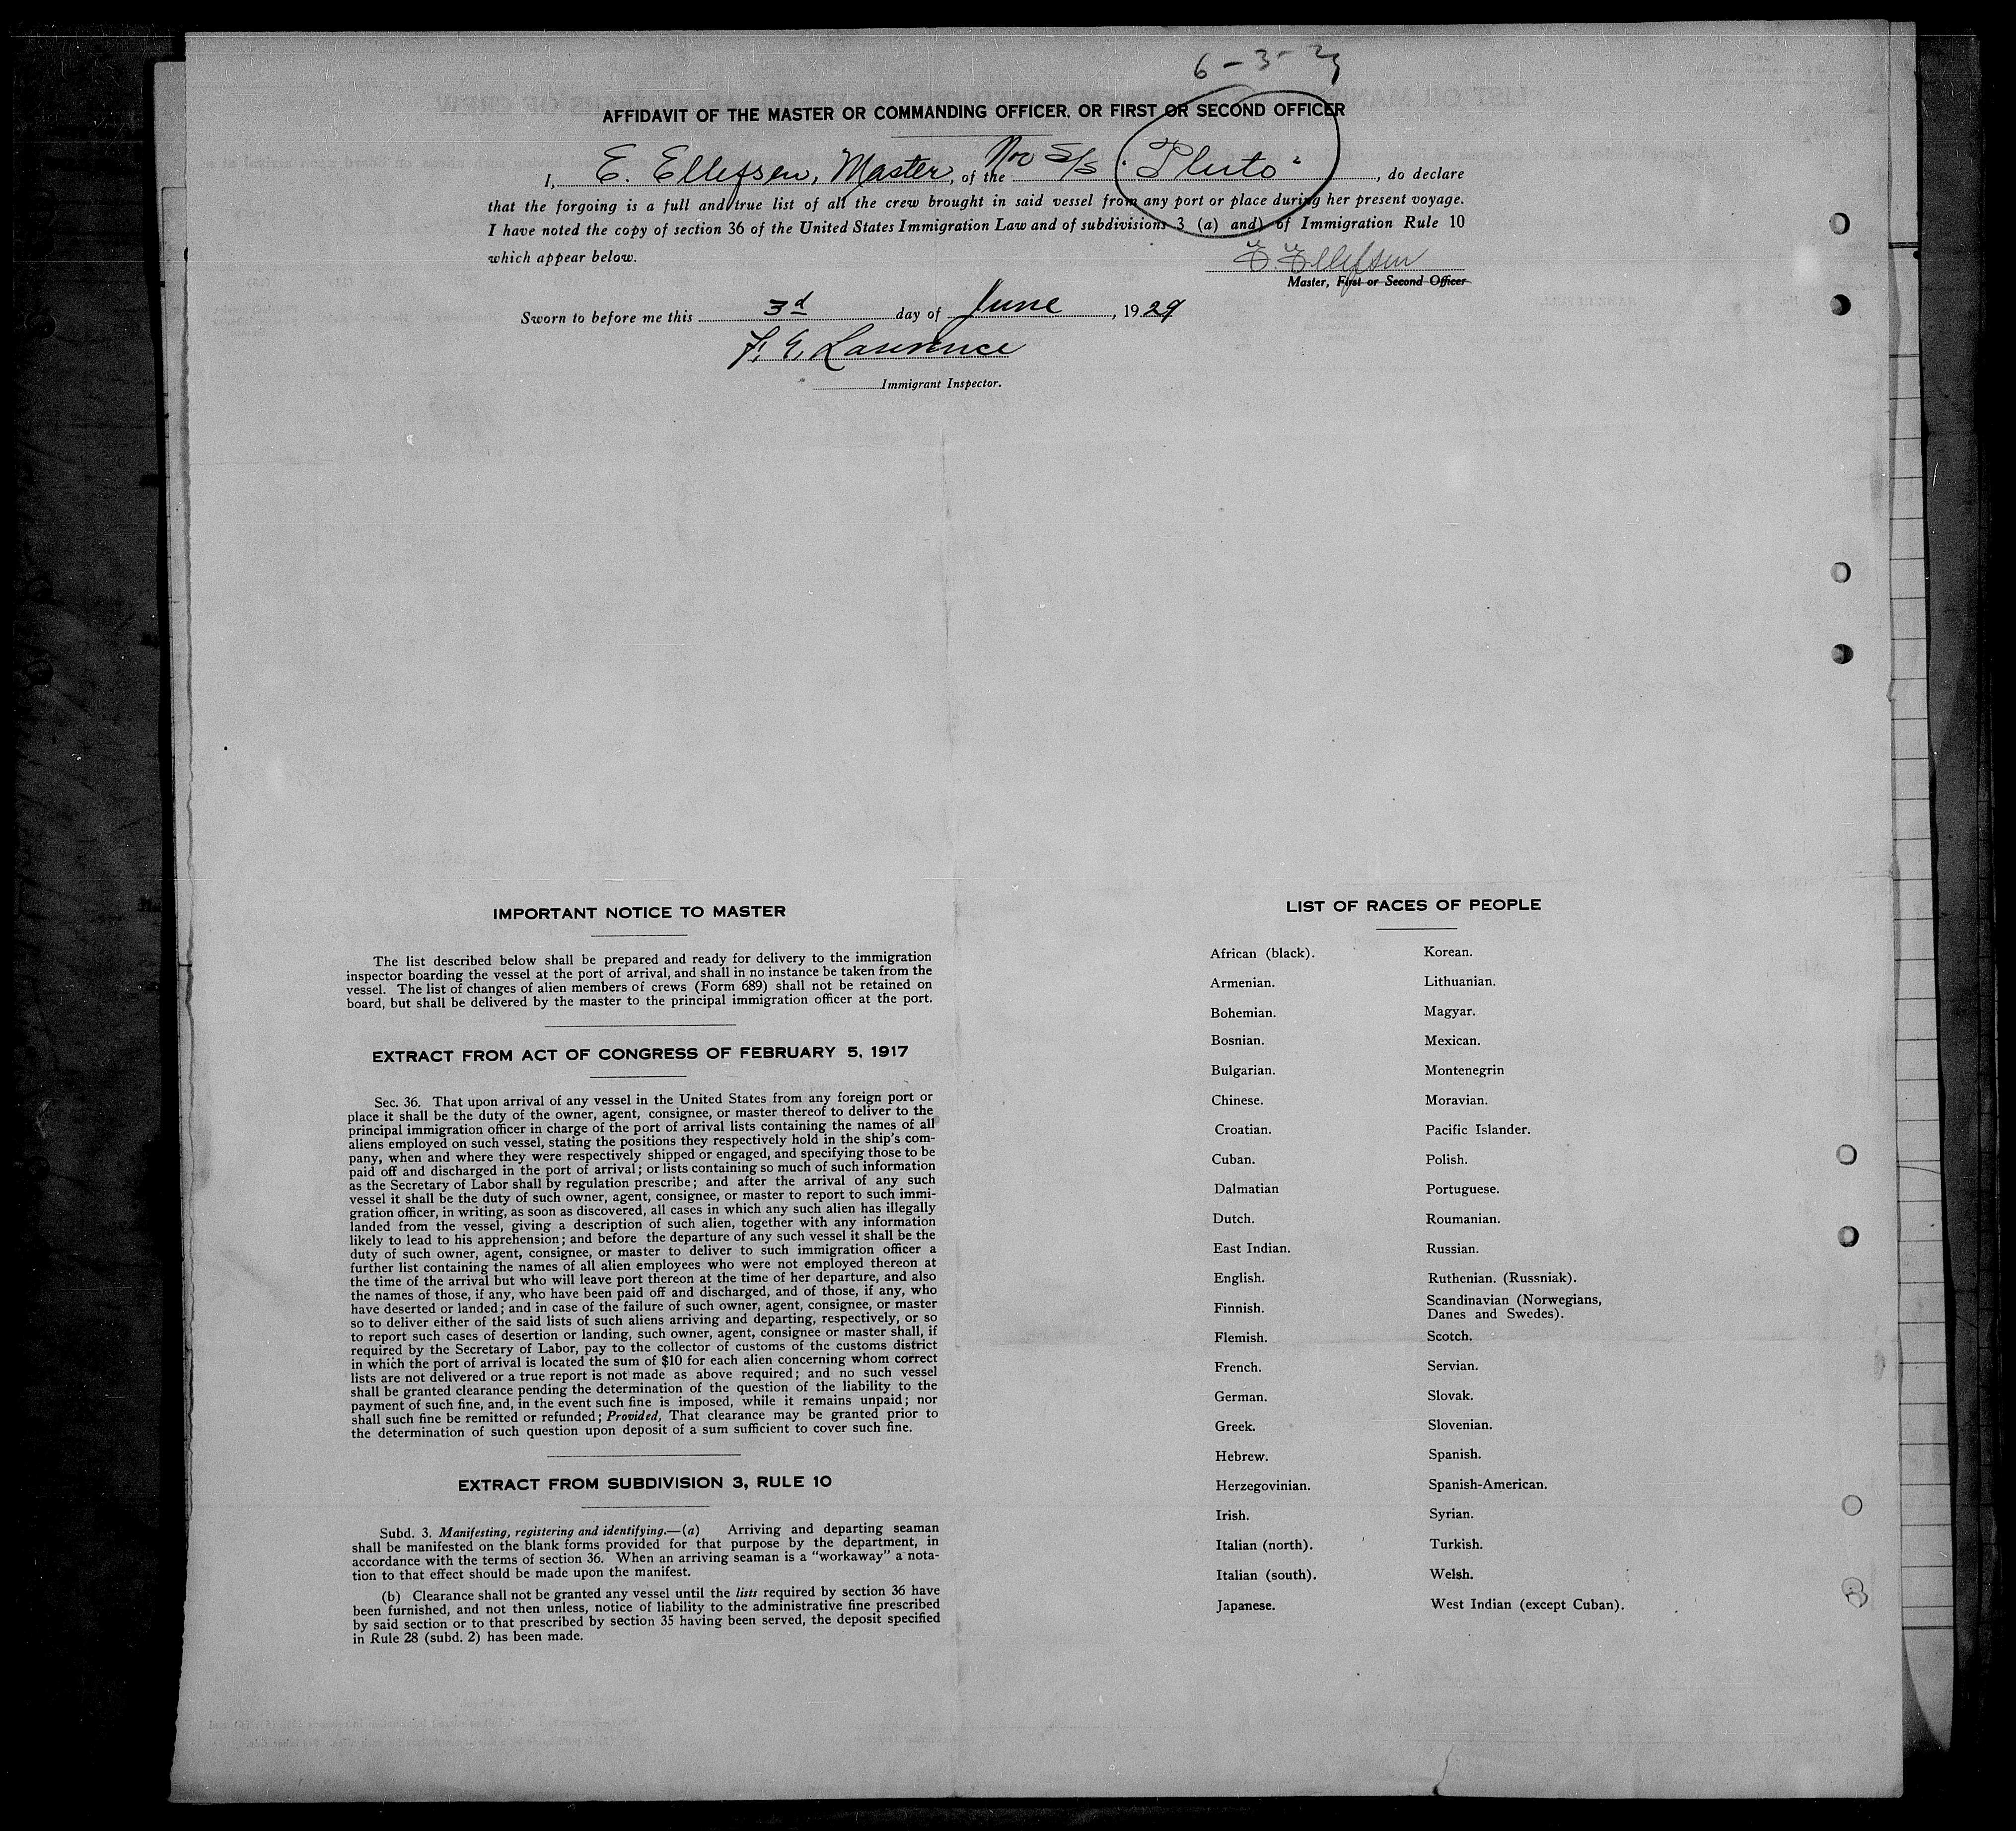 6-3-29
AFFIDAVIT OF THE MASTER OR COMMANDING OFFICER, OR FIRST OR SECOND OFFICER
I, E. Ellefsen, Master, of the Nor S/S "Pluto", do declare
that the forgoing is a full and true list of all the crew brought in said vessel from any port or place during her present voyage.
I have noted the copy of section 36 of the United States Immigration Law and of subdivisions 3 (a) and) of Immigration Rule 10
which appear below.
E. Ellefsen
Master, First or Second Officer
Sworn to before me this 3d day of June, 1929
F. E. Lawrence
Immigrant Inspector.
IMPORTANT NOTICE TO MASTER
The list described below shall be prepared and ready for delivery to the immigration
inspector boarding the vessel at the port of arrival, and shall in no instance be taken from the
vessel. The list of changes of alien members of crews (Form 689) shall not be retained on
board, but shall be delivered by the master to the principal immigration officer at the port.
EXTRACT FROM ACT OF CONGRESS OF FEBRUARY 5, 1917
Sec. 36. That upon arrival of any vessel in the United States from any foreign port or
place it shall be the duty of the owner, agent, consignee, or master thereof to deliver to the
principal immigration officer in charge of the port of arrival lists containing the names of all
aliens employed on such vessel, stating the positions they respectively hold in the ship's com-
pany, when and where they were respectively shipped or engaged, and specifying those to be
paid off and discharged in the port of arrival; or lists containing so much of such information
as the Secretary of Labor shall by regulation prescribe; and after the arrival of any such
vessel it shall be the duty of such owner, agent, consignee, or master to report to such immi-
gration officer, in writing, as soon as discovered, all cases in which any such alien has illegally
landed from the vessel, giving a description of such alien, together with any information
likely to lead to his apprehension; and before the departure of any such vessel it shall be the
duty of such owner, agent, consignee, or master to deliver to such immigration officer a
further list containing the names of all alien employees who were not employed thereon at
the time of the arrival but who will leave port thereon at the time of her departure, and also
the names of those, if any, who have been paid off and discharged, and of those, if any, who
have deserted or landed; and in case of the failure of such owner, agent, consignee, or master
so to deliver either of the said lists of such aliens arriving and departing, respectively, or so
to report such cases of desertion or landing, such owner, agent, consignee or master shall, if
required by the Secretary of Labor, pay to the collector of customs of the customs district
in which the port of arrival is located the sum of $10 for each alien concerning whom correct
lists are not delivered or a true report is not made as above required; and no such vessel
shall be granted clearance pending the determination of the question of the liability to the
payment of such fine, and, in the event such fine is imposed, while it remains unpaid; nor
shall such fine be remitted or refunded; Provided, That clearance may be granted prior to
the determination of such question upon deposit of a sum sufficient to cover such fine.
EXTRACT FROM SUBDIVISION 3, RULE 10
Subd. 3. Manifesting, registering and identifying.—(a) Arriving and departing seaman
shall be manifested on the blank forms provided for that purpose by the department, in
accordance with the terms of section 36. When an arriving seaman is a "workaway" a nota-
tion to that effect should be made upon the manifest.
(b) Clearance shall not be granted any vessel until the lists required by section 36 have
been furnished, and not then unless, notice of liability to the administrative fine prescribed
by said section or to that prescribed by section 35 having been served, the deposit specified
in Rule 28 (subd. 2) has been made.
LIST OF RACES OF PEOPLE
African (black).
Armenian.
Bohemian.
Bosnian.
Bulgarian.
Chinese.
Croatian.
Cuban.
Dalmatian
Dutch.
East Indian.
English.
Finnish.
Flemish.
French.
German.
Greek.
Hebrew.
Herzegovinian.
Irish.
Italian (north).
Italian (south).
Japanese.
Korean.
Lithuanian.
Magyar.
Mexican.
Montenegrin
Moravian.
Pacific Islander.
Polish.
Portuguese.
Roumanian.
Russian.
Ruthenian. (Russniak).
Scandinavian (Norwegians,
Danes and Swedes).
Scotch.
Servian.
Slovak.
Slovenian.
Spanish.
Spanish-American.
Syrian.
Turkish.
Welsh.
West Indian (except Cuban).